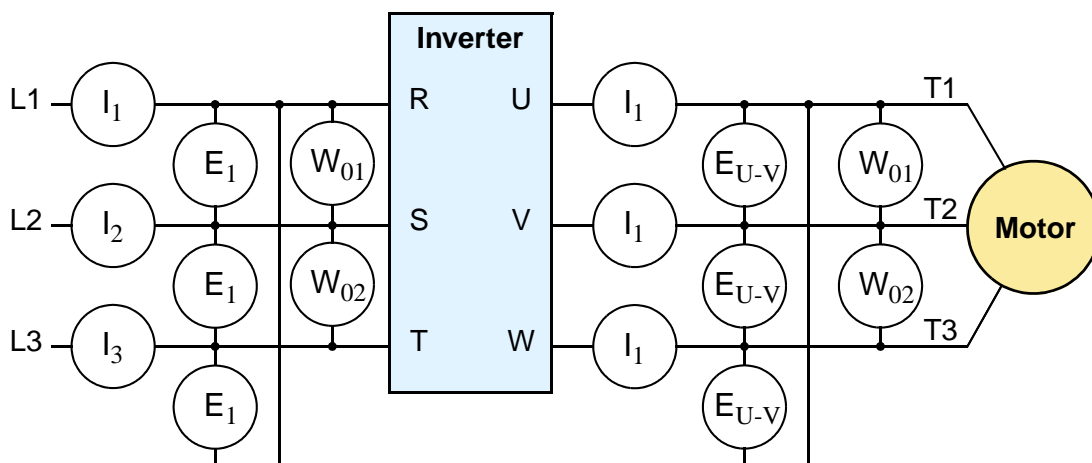 Inverter
L1 I1 R U I1 T1
E1 W01 EU-V W01
L2 I2 S V I1 T2 Motor
E1 W02 EU-V W02
L3 I3 T W I1 T3
E1 EU-V